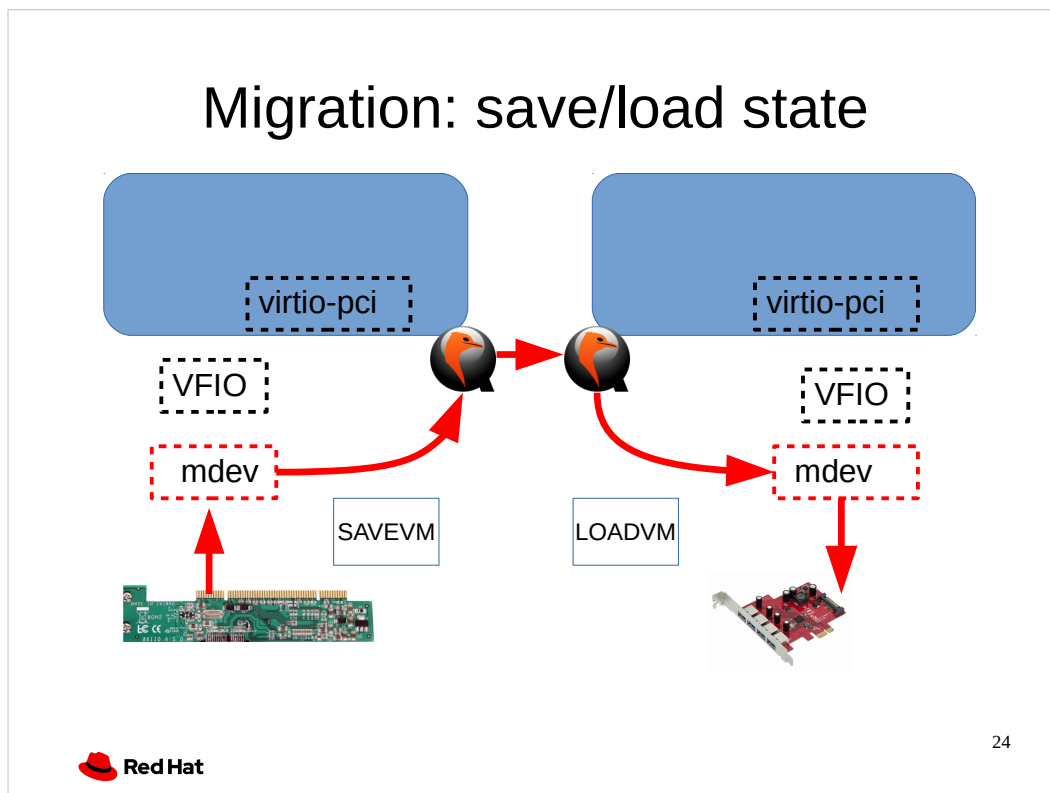 Migration: save/load state
virtio-pci
virtio-pci
VFIO
VFIO
mdev
mdev
SAVEVM
LOADVM
Red Hat
24